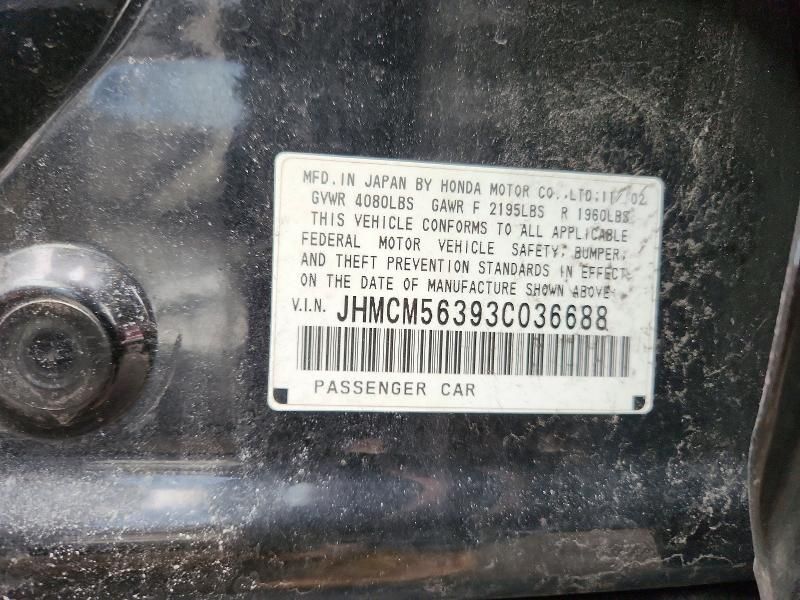 MFD. IN JAPAN BY HONDA MOTOR CO., LTD. 11/02
GVWR 4080LBS GAWR F 2195LBS R 1960LBS
THIS VEHICLE CONFORMS TO ALL APPLICABLE
FEDERAL MOTOR VEHICLE SAFETY, BUMPER,
AND THEFT PREVENTION STANDARDS IN EFFECT
ON THE DATE OF MANUFACTURE SHOWN ABOVE.
V.I.N. JHMCM56393C036688
PASSENGER CAR